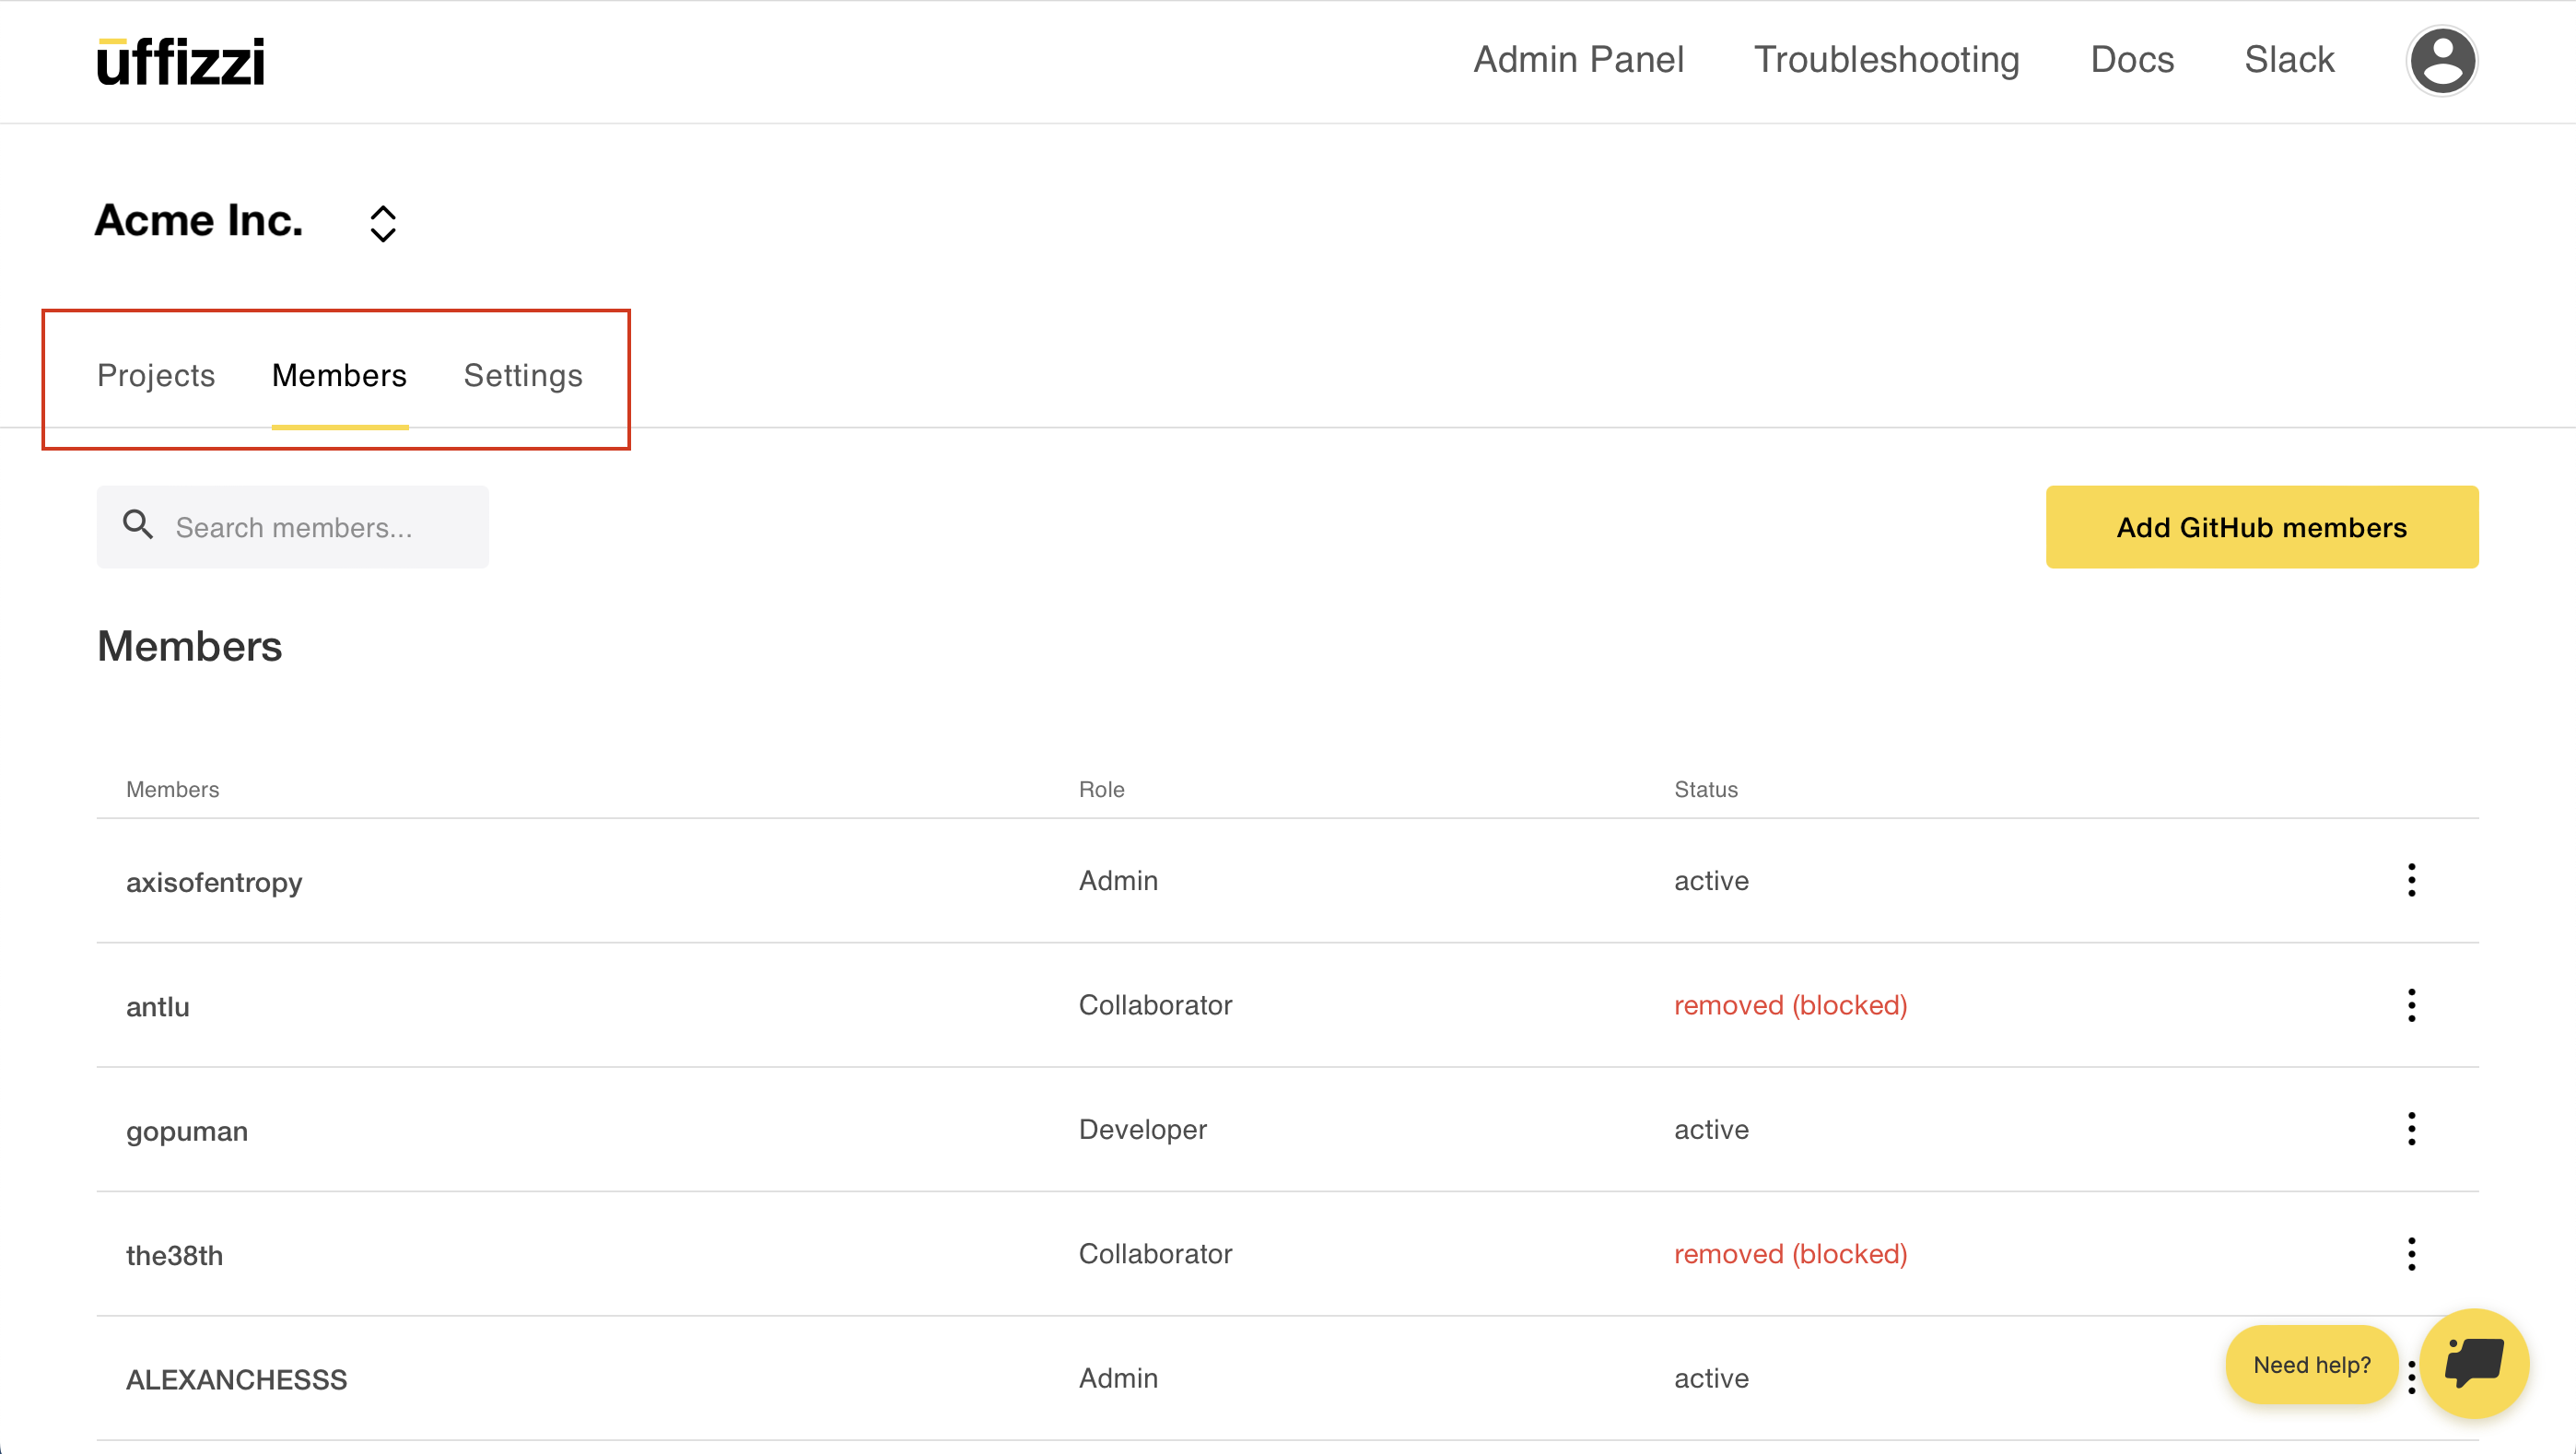 uffizzi
Admin Panel Troubleshooting Docs Slack
Acme Inc.
Projects Members Settings
Search members...
Add GitHub members
Members
Members Role Status
axisofentropy Admin active
antlu Collaborator removed (blocked)
gopuman Developer active
the38th Collaborator removed (blocked)
ALEXANCHESSS Admin active
Need help?